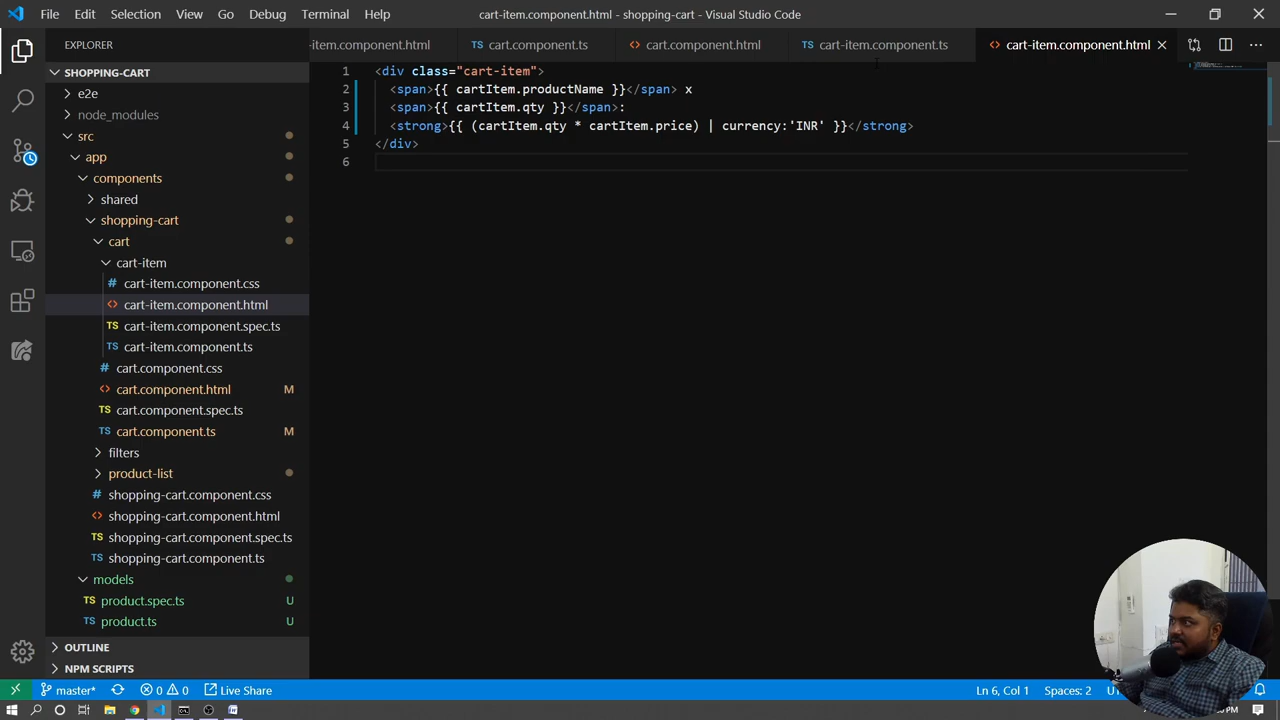 File Edit Selection View Go Debug Terminal Help
cart-item.component.html - shopping-cart - Visual Studio Code
EXPLORER
SHOPPING-CART
e2e
node_modules
src
app
components
shared
shopping-cart
cart
cart-item
cart-item.component.css
cart-item.component.html
cart-item.component.spec.ts
cart-item.component.ts
cart.component.css
cart.component.html M
cart.component.spec.ts
cart.component.ts M
filters
product-list
shopping-cart.component.css
shopping-cart.component.html
shopping-cart.component.spec.ts
shopping-cart.component.ts
models
product.spec.ts U
product.ts U
OUTLINE
NPM SCRIPTS
-item.component.html TS cart.component.ts cart.component.html TS cart-item.component.ts cart-item.component.html
1 <div class="cart-item">
2 <span>{{ cartItem.productName }}</span> x
3 <span>{{ cartItem.qty }}</span>:
4 <strong>{{ (cartItem.qty * cartItem.price) | currency:'INR' }}</strong>
5 </div>
6
master* 0 0 Live Share Ln 6, Col 1 Spaces: 2